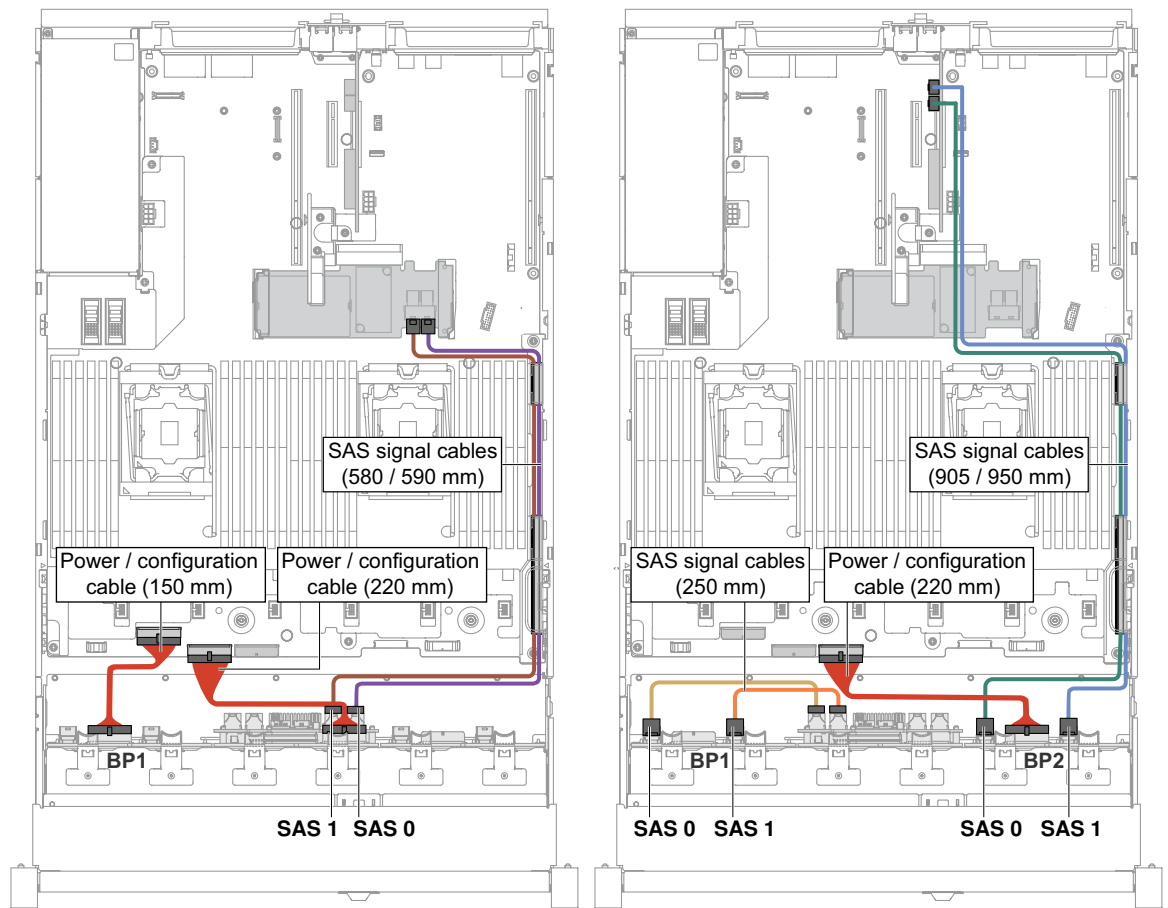 SAS signal cables
(580 / 590 mm)
Power / configuration
cable (150 mm)
Power / configuration
cable (220 mm)
BP1
SAS 1
SAS 0
SAS signal cables
(905 / 950 mm)
SAS signal cables
(250 mm)
Power / configuration
cable (220 mm)
BP1
BP2
SAS 0
SAS 1
SAS 0
SAS 1